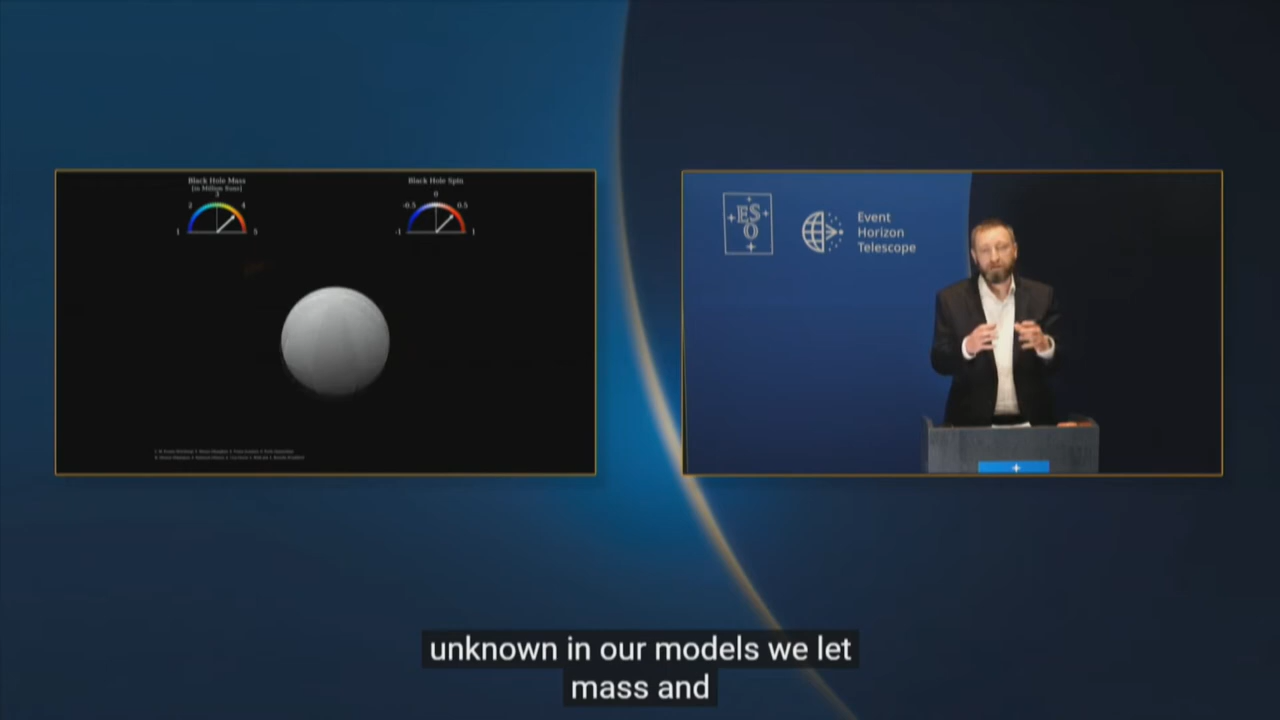 Black Hole Mass
[in Million Suns]
1
2
3
4
5
Black Hole Spin
-1
-0.5
0
0.5
1
ES
O
Event
Horizon
Telescope
unknown in our models we let
mass and